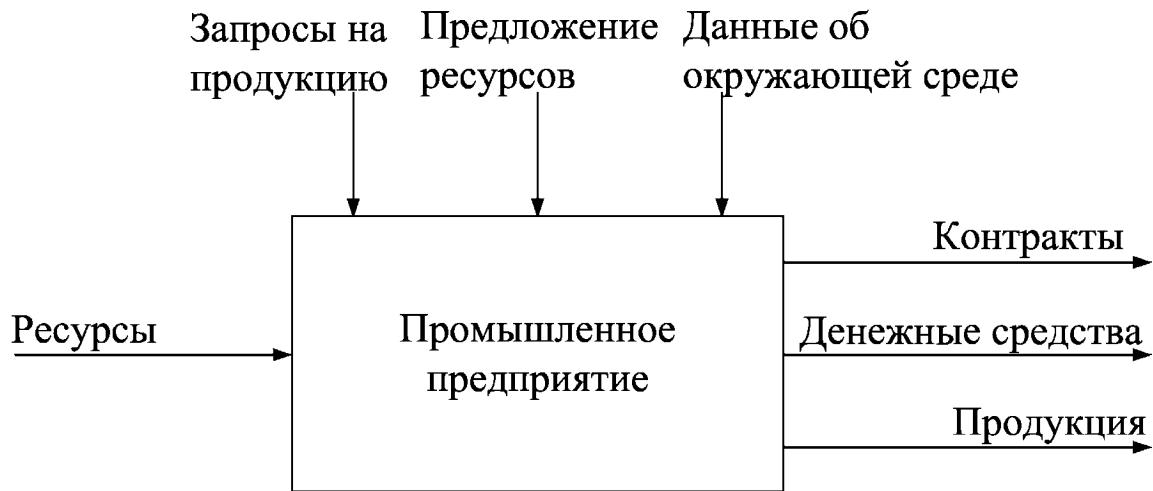 Запросы на
продукцию
Предложение
ресурсов
Данные об
окружающей среде
Контракты
Ресурсы
Промышленное
предприятие
Денежные средства
Продукция